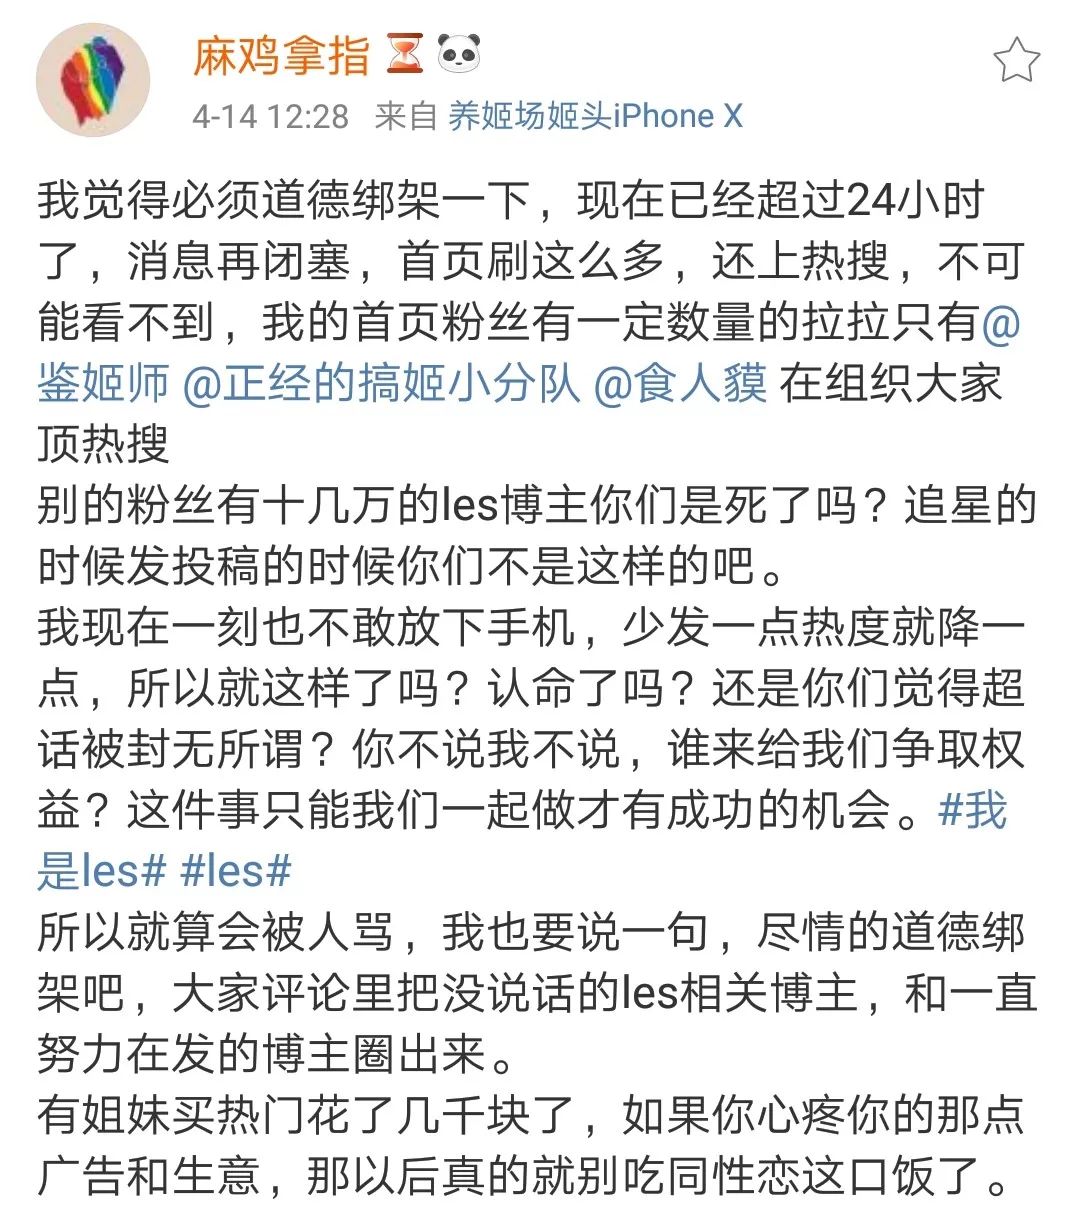 麻鸡拿指⏳🐼
4-14 12:28 来自 养姬场姬头iPhone X
我觉得必须道德绑架一下，现在已经超过24小时
了，消息再闭塞，首页刷这么多，还上热搜，不可
能看不到，我的首页粉丝有一定数量的拉拉只有@
鉴姬师 @正经的搞姬小分队 @食人貘 在组织大家
顶热搜
别的粉丝有十几万的les博主你们是死了吗？追星的
时候发投稿的时候你们不是这样的吧。
我现在一刻也不敢放下手机，少发一点热度就降一
点，所以就这样了吗？认命了吗？还是你们觉得超
话被封无所谓？你不说我不说，谁来给我们争取权
益？这件事只能我们一起做才有成功的机会。#我
是les# #les#
所以就算会被人骂，我也要说一句，尽情的道德绑
架吧，大家评论里把没说话的les相关博主，和一直
努力在发的博主圈出来。
有姐妹买热门花了几千块了，如果你心疼你的那点
广告和生意，那以后真的就别吃同性恋这口饭了。